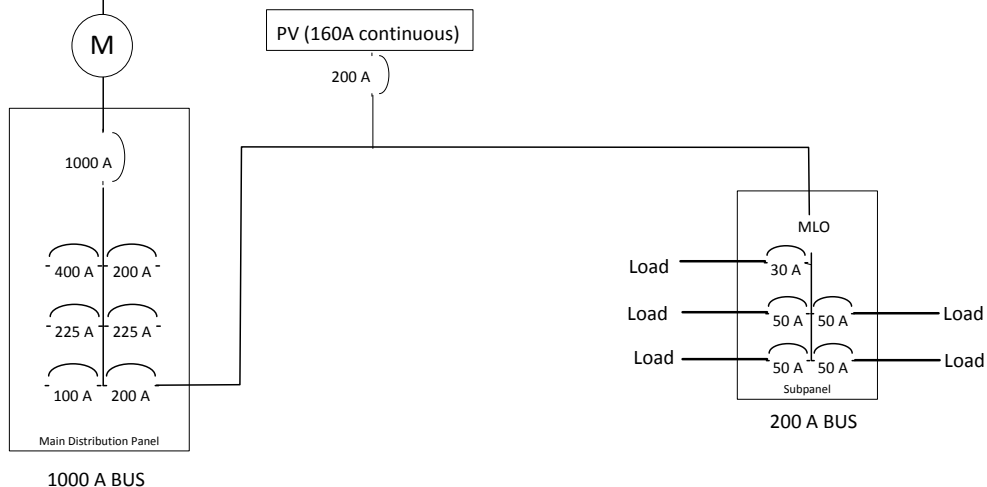 M
PV (160A continuous)
200 A
1000 A
400 A 200 A
225 A 225 A
100 A 200 A
Main Distribution Panel
1000 A BUS
MLO
Load 30 A
Load 50 A 50 A Load
Load 50 A 50 A Load
Subpanel
200 A BUS